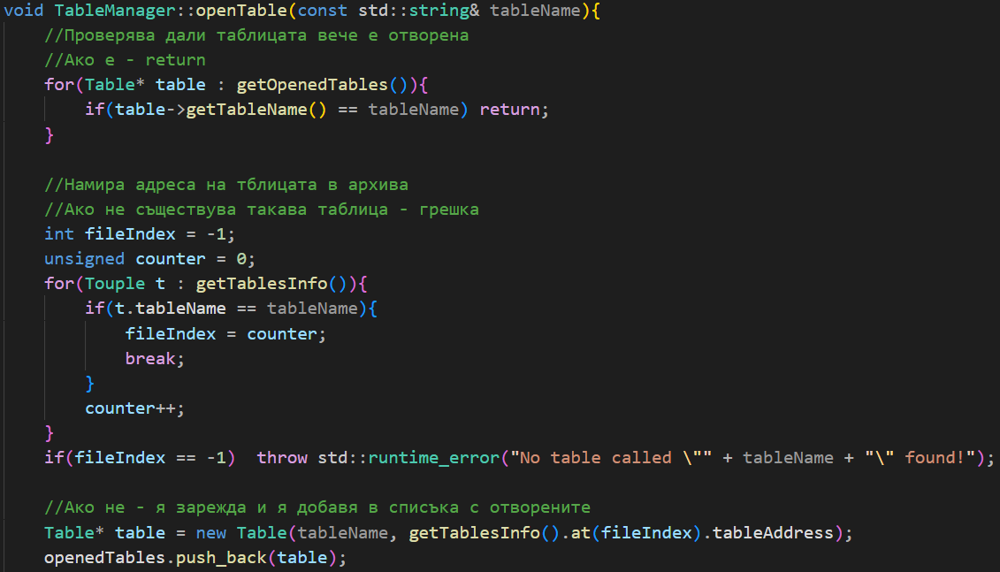 void TableManager::openTable(const std::string& tableName){
//Проверява дали таблицата вече е отворена
//Ако е - return
for(Table* table : getOpenedTables()){
if(table->getTableName() == tableName) return;
}
//Намира адреса на тблицата в архива
//Ако не съществува такава таблица - грешка
int fileIndex = -1;
unsigned counter = 0;
for(Touple t : getTablesInfo()){
if(t.tableName == tableName){
fileIndex = counter;
break;
}
counter++;
}
if(fileIndex == -1)  throw std::runtime_error("No table called \"" + tableName + "\" found!");
//Ако не - я зарежда и я добавя в списъка с отворените
Table* table = new Table(tableName, getTablesInfo().at(fileIndex).tableAddress);
openedTables.push_back(table);